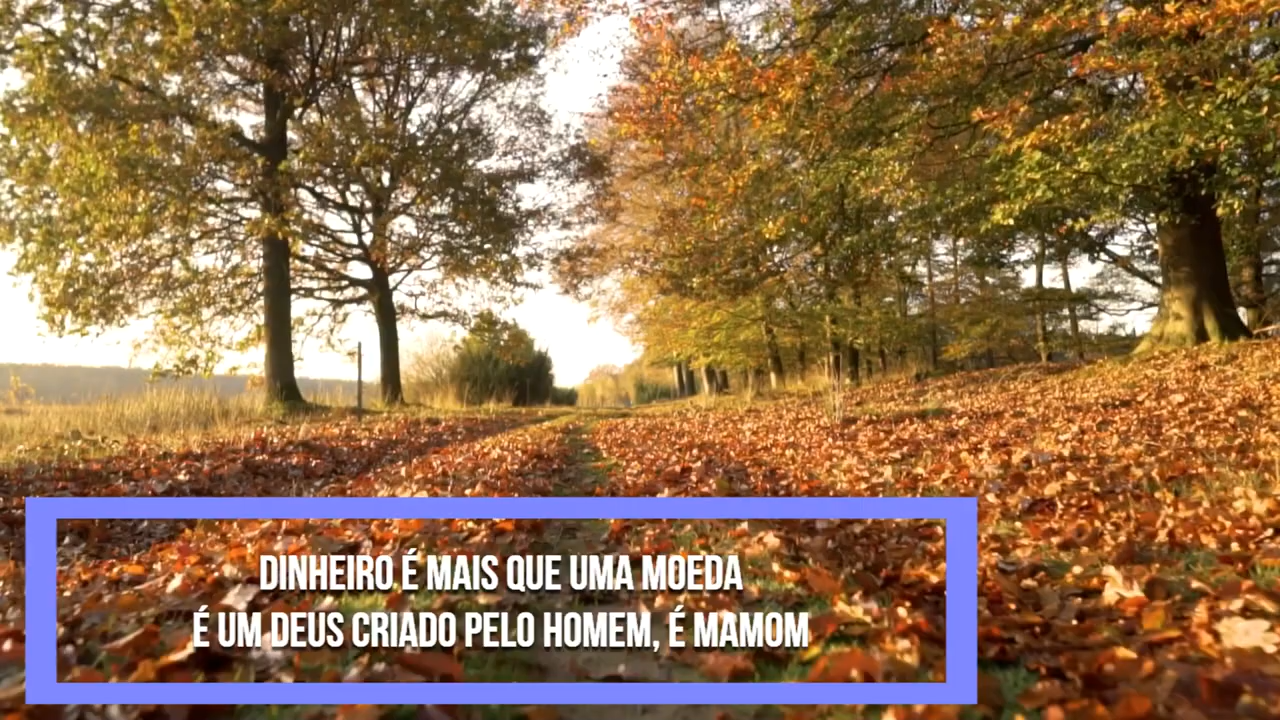 DINHEIRO É MAIS QUE UMA MOEDA
É UM DEUS CRIADO PELO HOMEM, É MAMOM